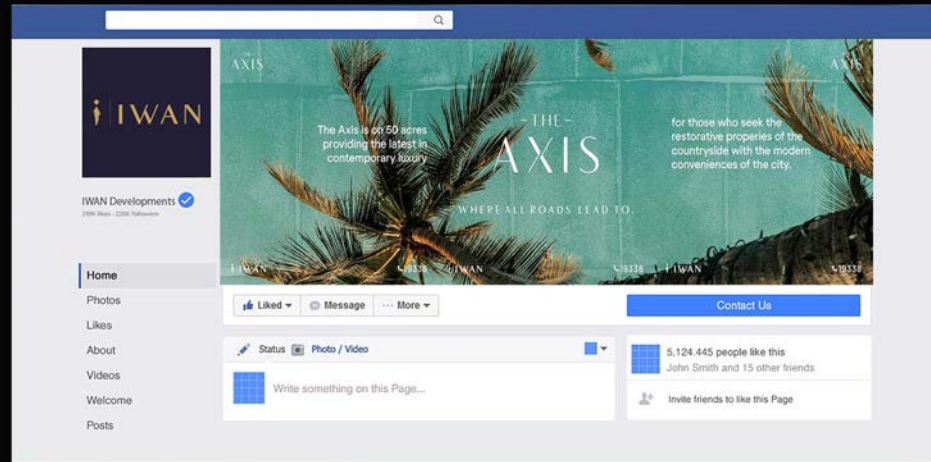 IWAN
IWAN Developments
Home
Photos
Likes
About
Videos
Welcome
Posts
AXIS
AXIS
The Axis is on 50 acres
providing the latest in
contemporary luxury
- THE -
AXIS
WHERE ALL ROADS LEAD TO.
for those who seek the
restorative properies of the
countryside with the modern
conveniences of the city.
IWAN
19338
IWAN
19338
IWAN
19338
Liked
Message
More
Contact Us
Status
Photo / Video
Write something on this Page...
5,124.445 people like this
John Smith and 15 other friends
Invite friends to like this Page